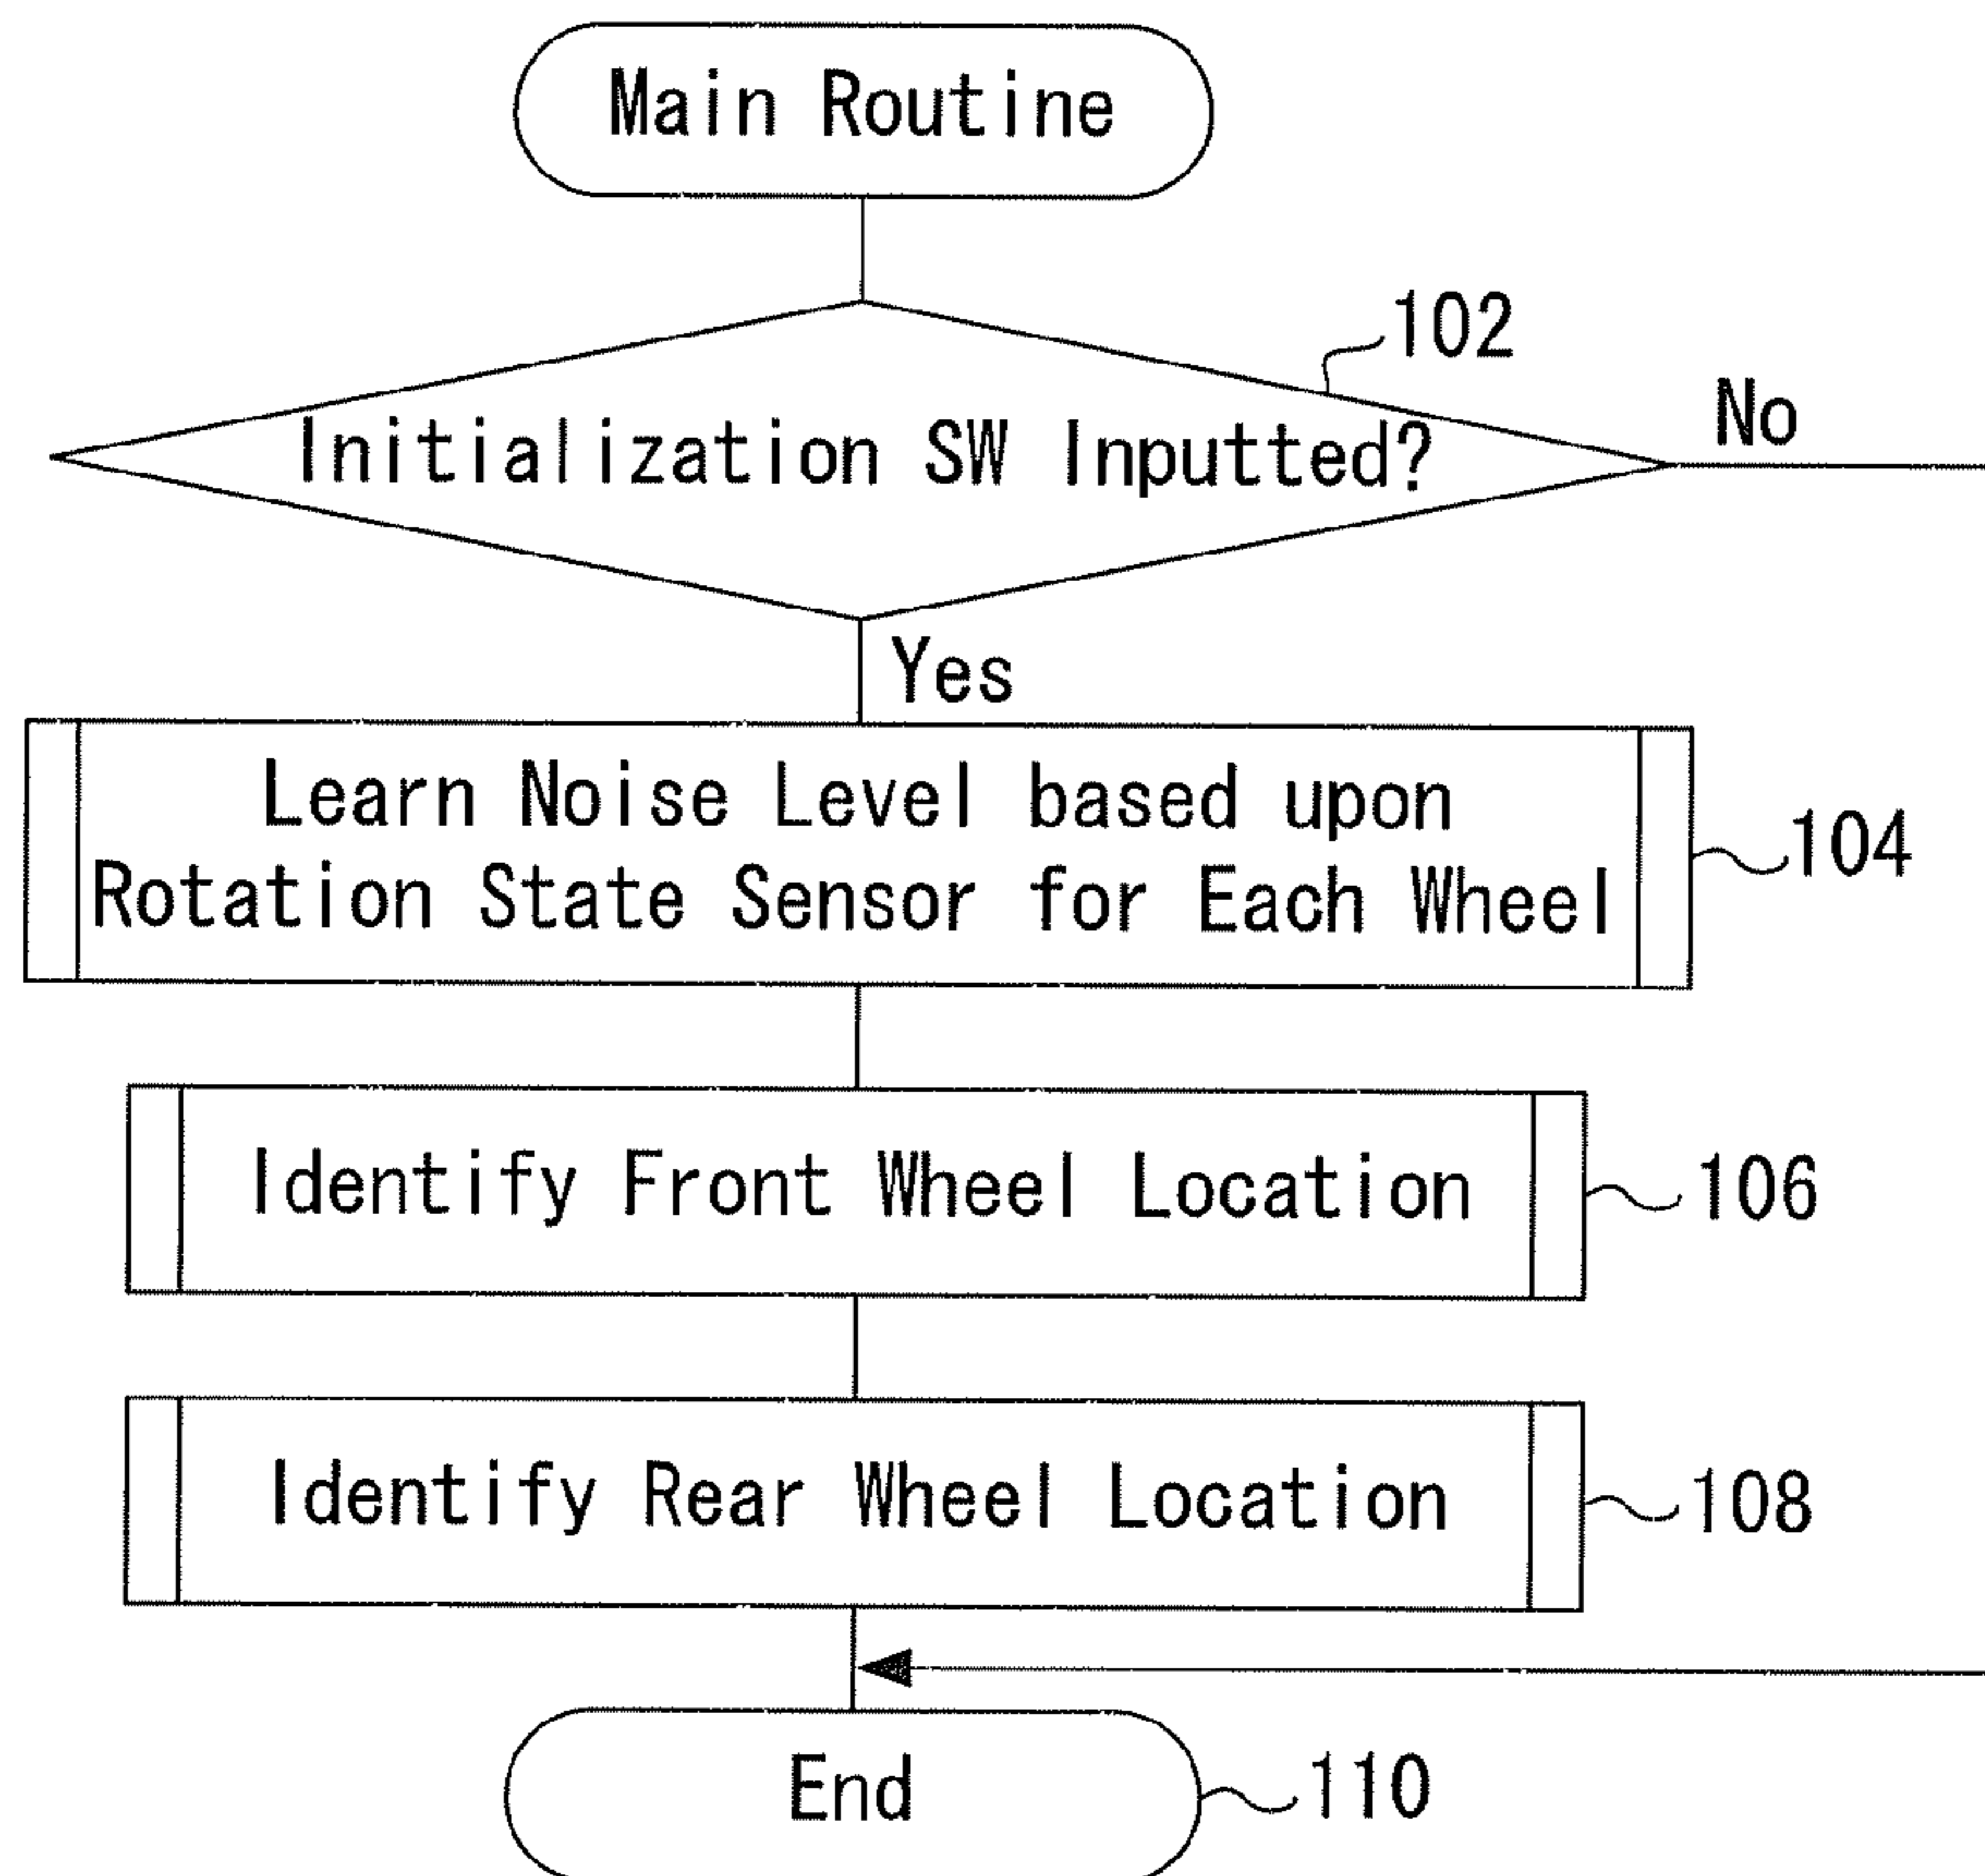 Main Routine
102
Initialization SW Inputted?
No
Yes
Learn Noise Level based upon
Rotation State Sensor for Each Wheel
104
Identify Front Wheel Location
106
Identify Rear Wheel Location
108
End
110